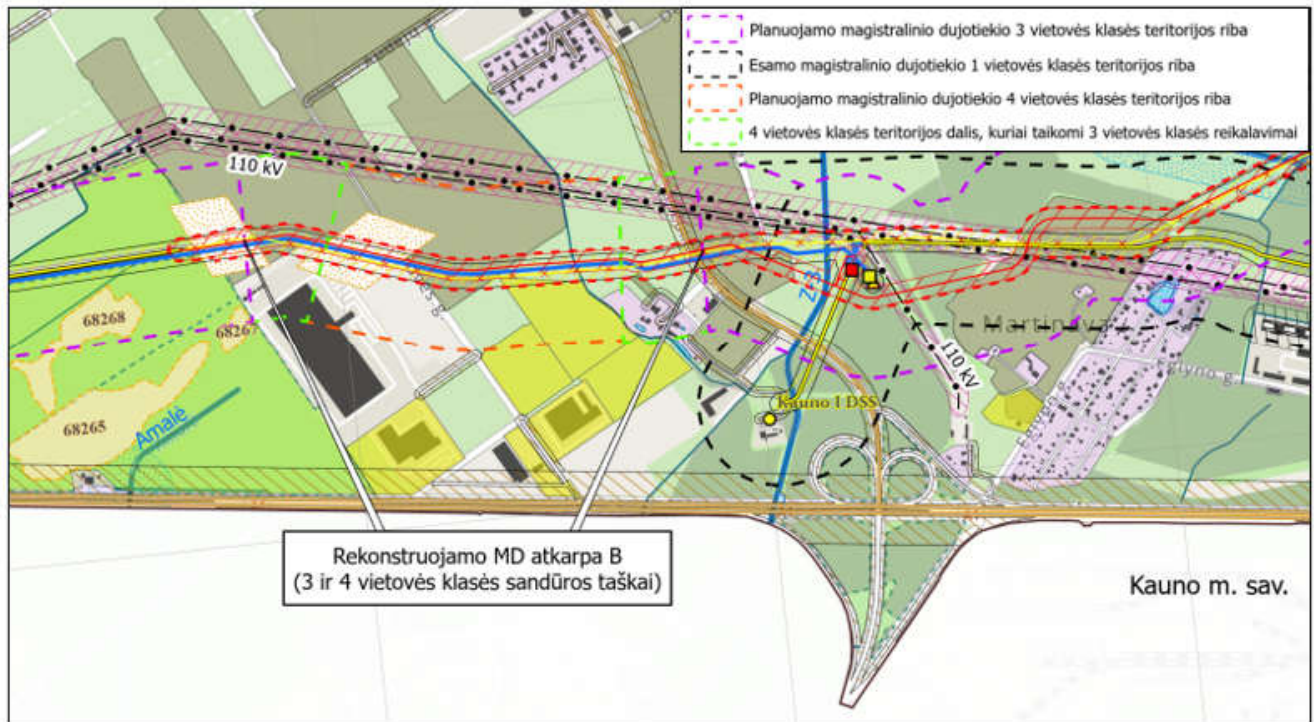 Planuojamo magistralinio dujotiekio 3 vietovės klasės teritorijos riba
Esamo magistralinio dujotiekio 1 vietovės klasės teritorijos riba
Planuojamo magistralinio dujotiekio 4 vietovės klasės teritorijos riba
4 vietovės klasės teritorijos dalis, kuriai taikomi 3 vietovės klasės reikalavimai
110 kV
68268
68267
68265
Amalė
110 kV
Kauno I DSS
Rekonstruojamo MD atkarpa B
(3 ir 4 vietovės klasės sandūros taškai)
Kauno m. sav.